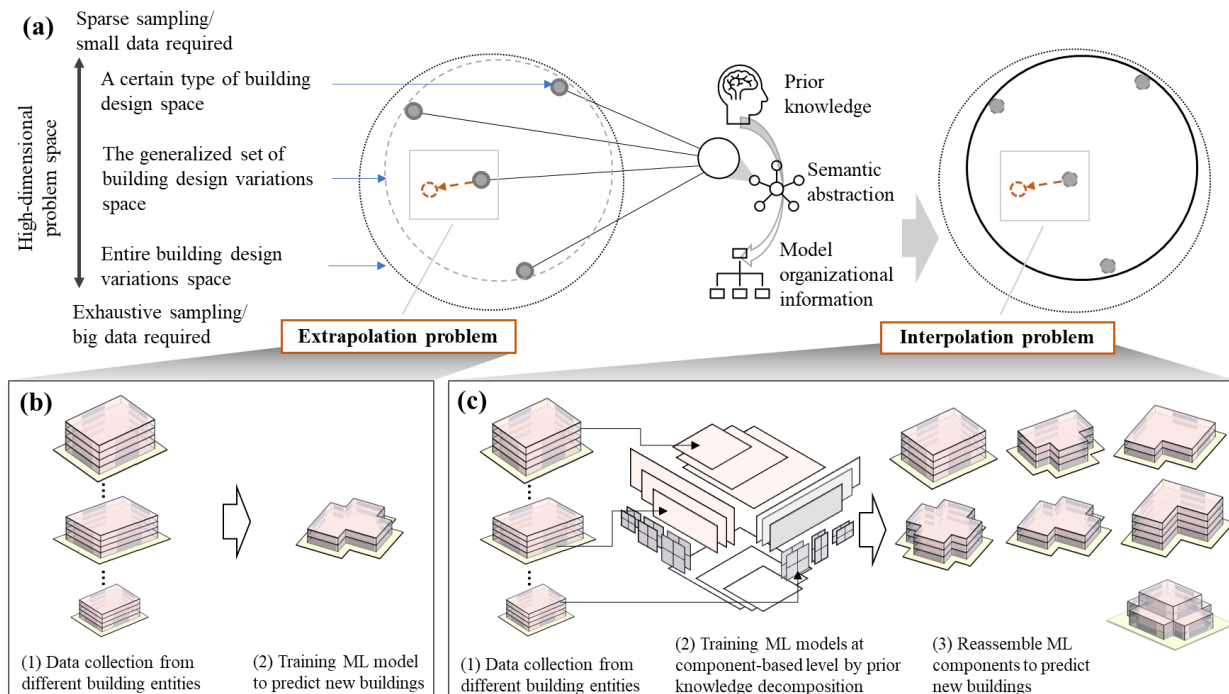 (a)
Sparse sampling/
small data required
High-dimensional
problem space
A certain type of building
design space
The generalized set of
building design variations
space
Entire building design
variations space
Exhaustive sampling/
big data required
Prior
knowledge
Semantic
abstraction
Model
organizational
information
Extrapolation problem
Interpolation problem
(b)
(1) Data collection from
different building entities
(2) Training ML model
to predict new buildings
(c)
(1) Data collection from
different building entities
(2) Training ML models at
component-based level by prior
knowledge decomposition
(3) Reassemble ML
components to predict
new buildings